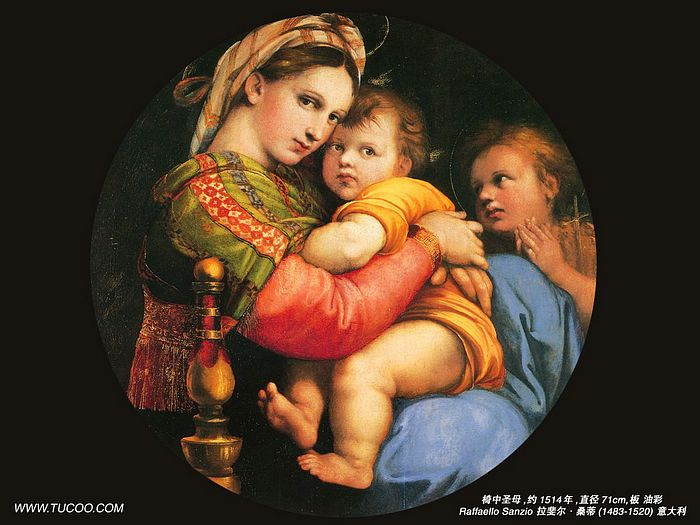 椅中圣母 ,约 1514 年 ,直径 71cm,板 油彩
WWW.TUCOO.COM
Raffaello Sanzio 拉斐尔 · 桑蒂 (1483-1520) 意大利